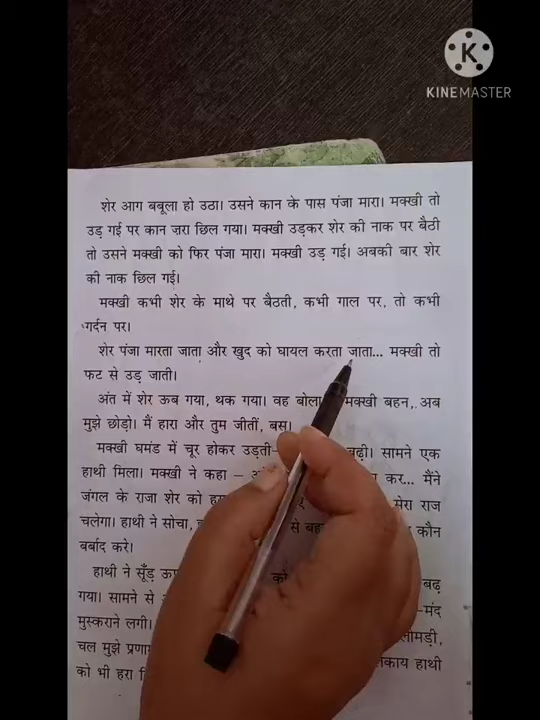 KINEMASTER
शेर आग बबूला हो उठा। उसने कान के पास पंजा मारा। मक्खी तो
उड़ गई पर कान ज़रा छिल गया। मक्खी उड़कर शेर की नाक पर बैठी
तो उसने मक्खी को फिर पंजा मारा। मक्खी उड़ गई। अबकी बार शेर
की नाक छिल गई।
मक्खी कभी शेर के माथे पर बैठती, कभी गाल पर, तो कभी
गर्दन पर।
शेर पंजा मारता जाता और खुद को घायल करता जाता... मक्खी तो
फट से उड़ जाती।
अंत में शेर ऊब गया, थक गया। वह बोला मक्खी बहन, अब
मुझे छोड़ो। मैं हारा और तुम जीतीं, बस।
मक्खी घमंड में चूर होकर उड़ती- बढ़ी। सामने एक
हाथी मिला। मक्खी ने कहा – कर... मैंने
जंगल के राजा शेर को मेरा राज
चलेगा। हाथी ने सोचा, से कौन
बर्बाद करे।
हाथी ने सूँड़ को बढ़
गया। सामने से -मंद
मुस्कराने लगी।
चल मुझे हाथी
को भी हरा